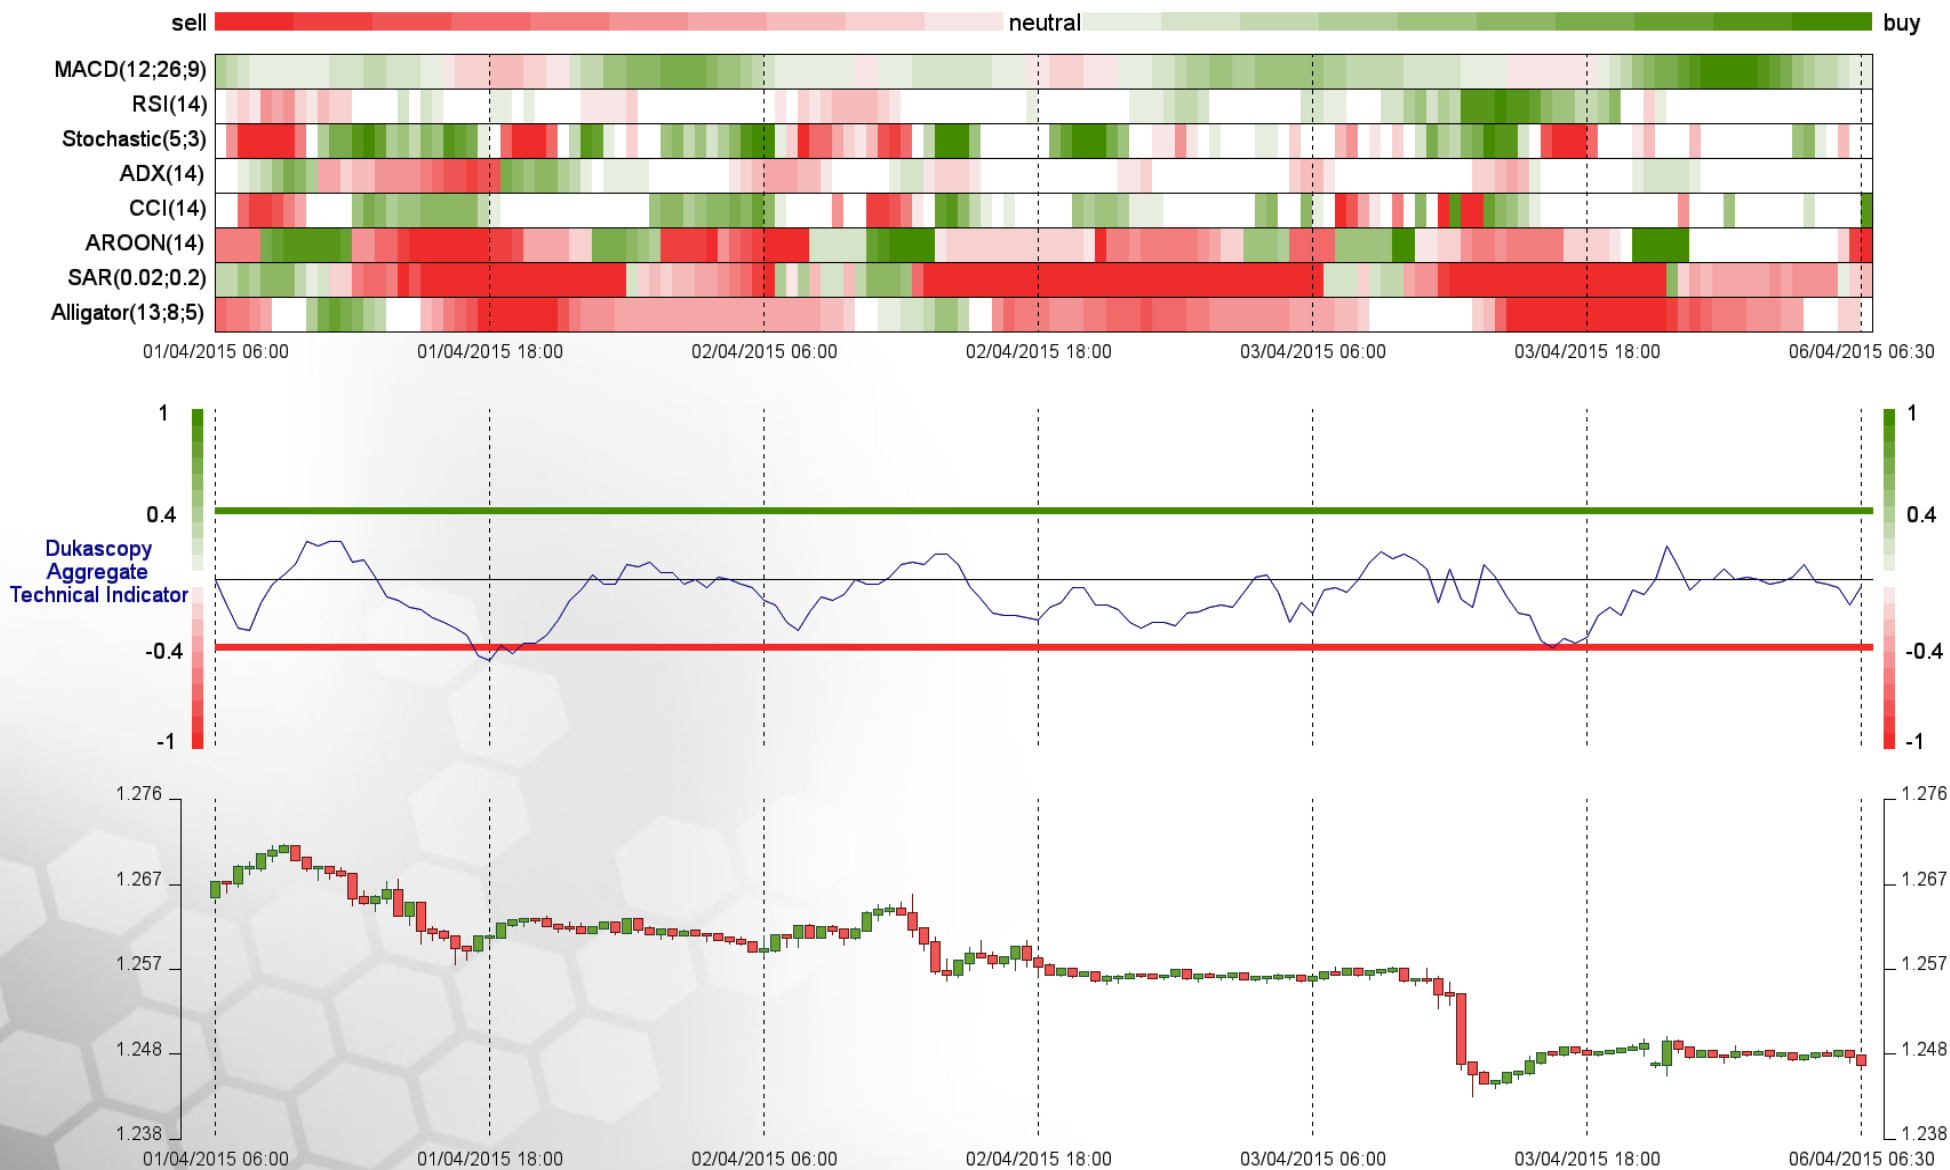 sell neutral buy
MACD(12;26;9)
RSI(14)
Stochastic(5;3)
ADX(14)
CCI(14)
AROON(14)
SAR(0.02;0.2)
Alligator(13;8;5)
01/04/2015 06:00 01/04/2015 18:00 02/04/2015 06:00 02/04/2015 18:00 03/04/2015 06:00 03/04/2015 18:00 06/04/2015 06:30
1 1
0.4 0.4
Dukascopy
Aggregate
Technical Indicator
-0.4 -0.4
-1 -1
1.276 1.276
1.267 1.267
1.257 1.257
1.248 1.248
1.238 1.238
01/04/2015 06:00 01/04/2015 18:00 02/04/2015 06:00 02/04/2015 18:00 03/04/2015 06:00 03/04/2015 18:00 06/04/2015 06:30